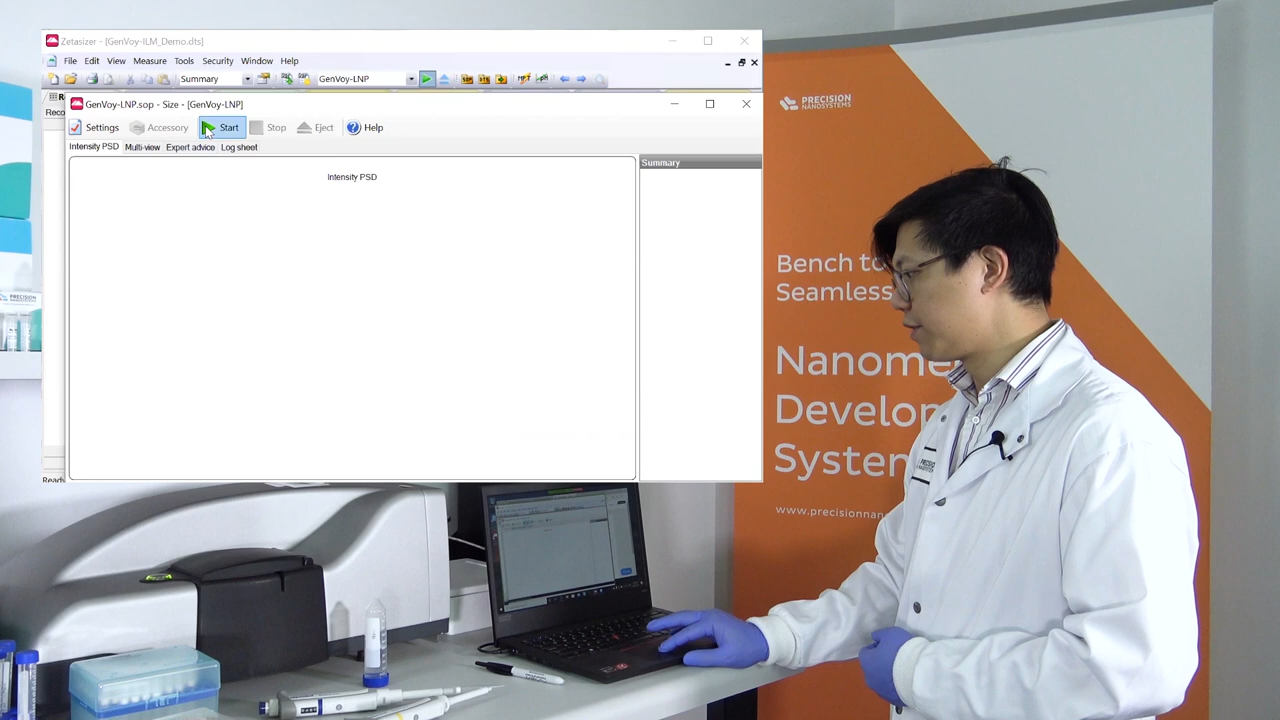 Zetasizer - [GenVoy-ILM_Demo.dts]
File Edit View Measure Tools Security Window Help
Summary GenVoy-LNP
GenVoy-LNP.sop - Size - [GenVoy-LNP]
Settings Accessory Start Stop Eject Help
Intensity PSD Multi-view Expert advice Log sheet
Intensity PSD
Summary
PRECISION
NANOSYSTEMS
Bench to
Seamless
Nanome
Develop
System
www.precisionnan
PRECISION